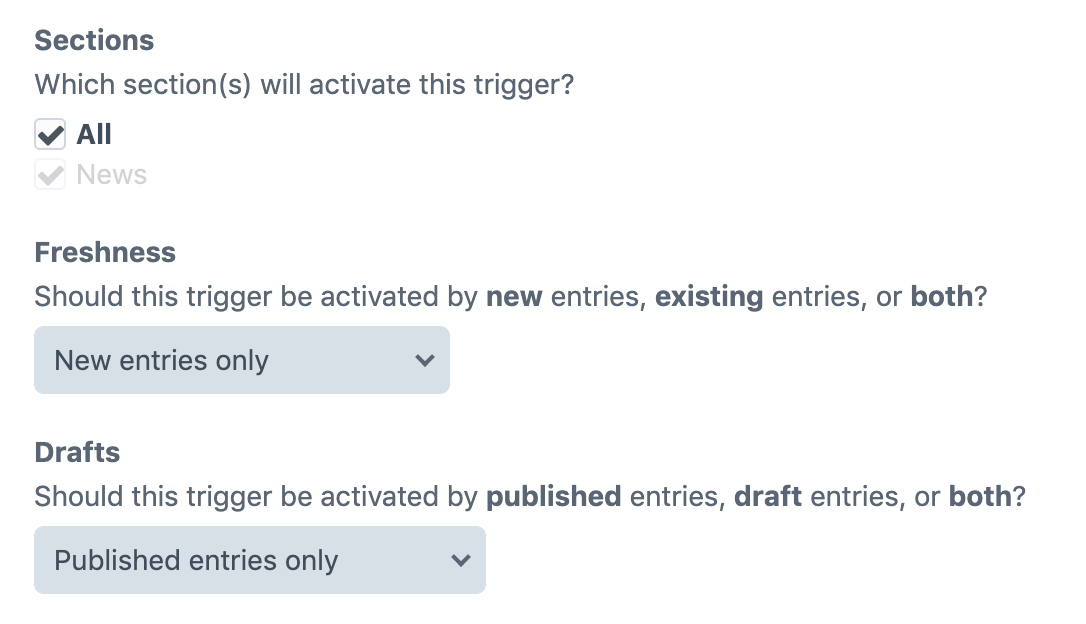 Sections
Which section(s) will activate this trigger?
All
News
Freshness
Should this trigger be activated by new entries, existing entries, or both?
New entries only
Drafts
Should this trigger be activated by published entries, draft entries, or both?
Published entries only